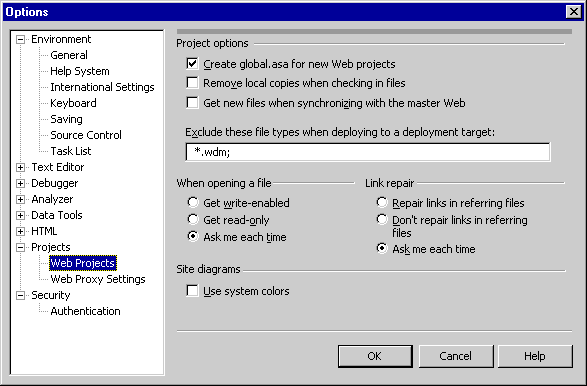 Options
Environment
General
Help System
International Settings
Keyboard
Saving
Source Control
Task List
Text Editor
Debugger
Analyzer
Data Tools
HTML
Projects
Web Projects
Web Proxy Settings
Security
Authentication
Project options
Create global.asa for new Web projects
Remove local copies when checking in files
Get new files when synchronizing with the master Web
Exclude these file types when deploying to a deployment target:
*.wdm;
When opening a file
Get write-enabled
Get read-only
Ask me each time
Link repair
Repair links in referring files
Don't repair links in referring
files
Ask me each time
Site diagrams
Use system colors
OK
Cancel
Help